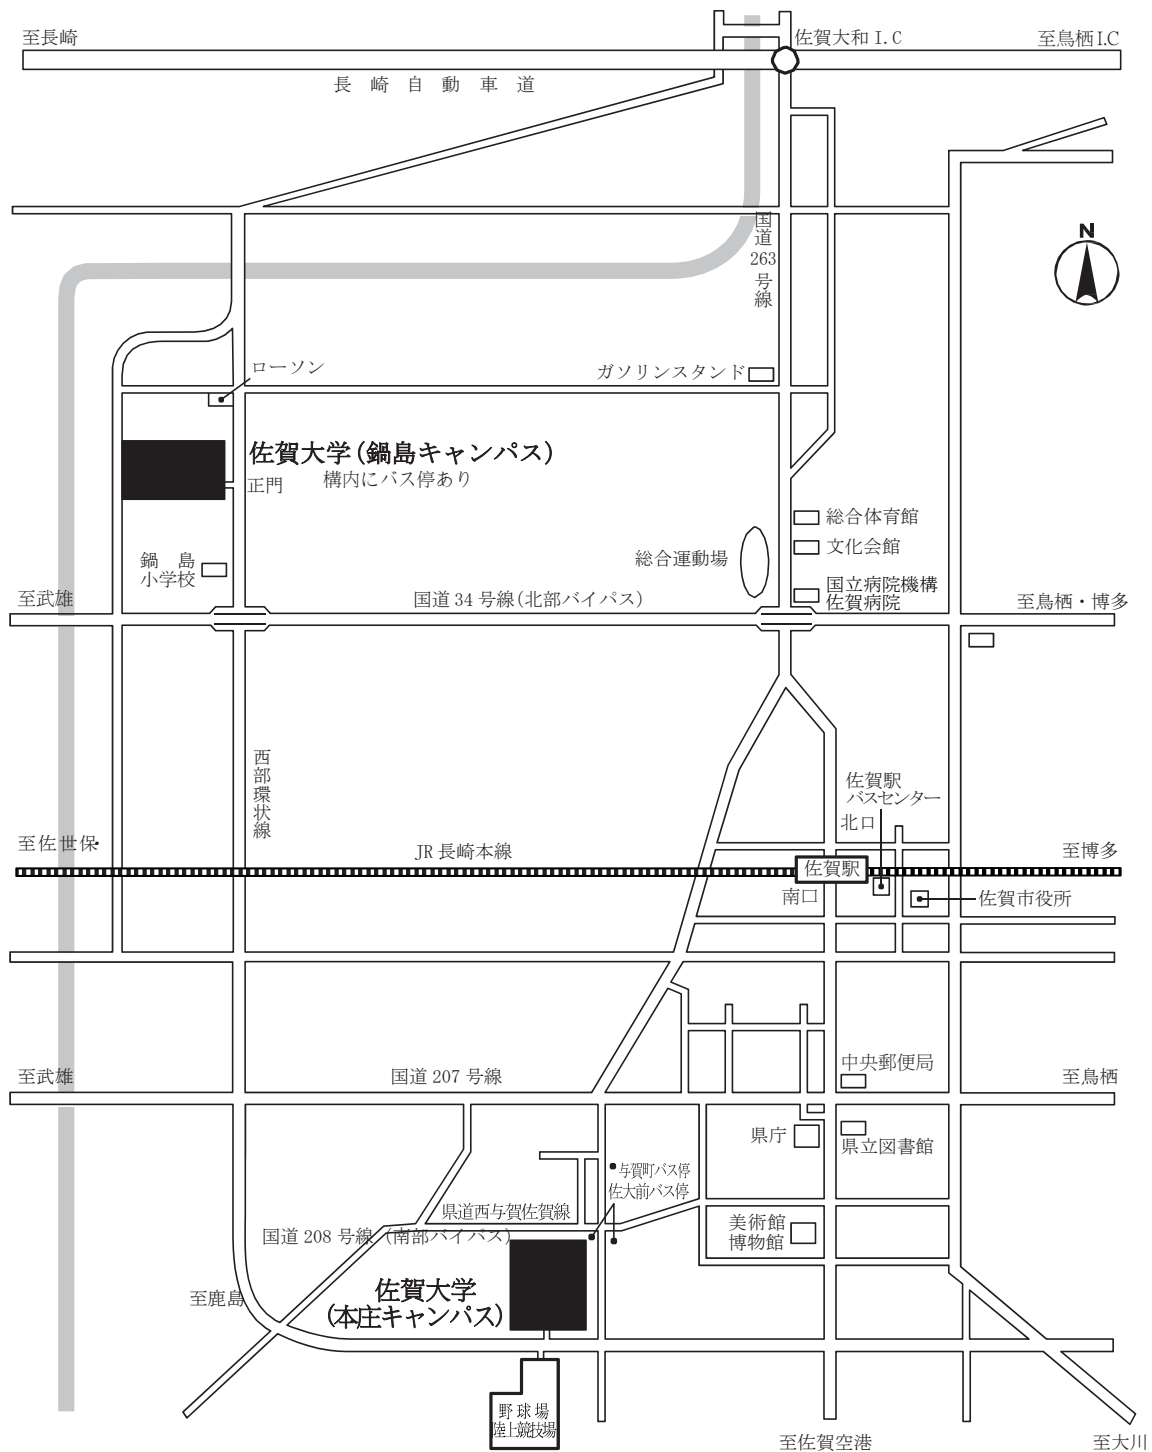 至長崎
佐賀大和 I.C
至鳥栖I.C
長崎自動車道
国道263号線
N
ローソン
ガソリンスタンド
佐賀大学(鍋島キャンパス)
正門
構内にバス停あり
総合体育館
文化会館
総合運動場
鍋島
小学校
国立病院機構
佐賀病院
至武雄
国道 34 号線(北部バイパス)
至鳥栖・博多
西部環状線
佐賀駅
バスセンター
北口
至佐世保
JR 長崎本線
佐賀駅
至博多
南口
佐賀市役所
中央郵便局
至武雄
国道 207 号線
至鳥栖
県庁
県立図書館
与賀町バス停
佐大前バス停
県道西与賀佐賀線
国道 208 号線 (南部バイパス)
美術館
博物館
佐賀大学
(本庄キャンパス)
至鹿島
野球場
陸上競技場
至佐賀空港
至大川